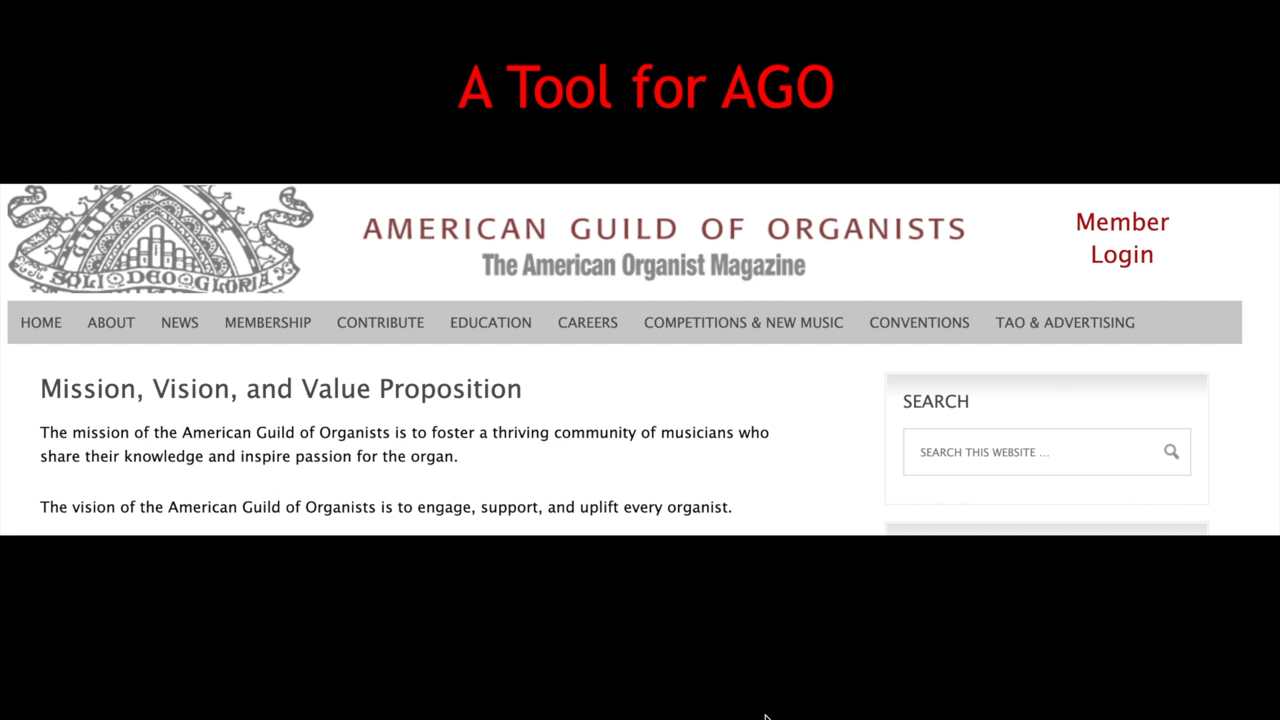 A Tool for AGO
GUILD OF
SOLI DEO GLORIA
AMERICAN GUILD OF ORGANISTS
The American Organist Magazine
Member
Login
HOME ABOUT NEWS MEMBERSHIP CONTRIBUTE EDUCATION CAREERS COMPETITIONS & NEW MUSIC CONVENTIONS TAO & ADVERTISING
Mission, Vision, and Value Proposition
The mission of the American Guild of Organists is to foster a thriving community of musicians who
share their knowledge and inspire passion for the organ.
The vision of the American Guild of Organists is to engage, support, and uplift every organist.
SEARCH
SEARCH THIS WEBSITE ...